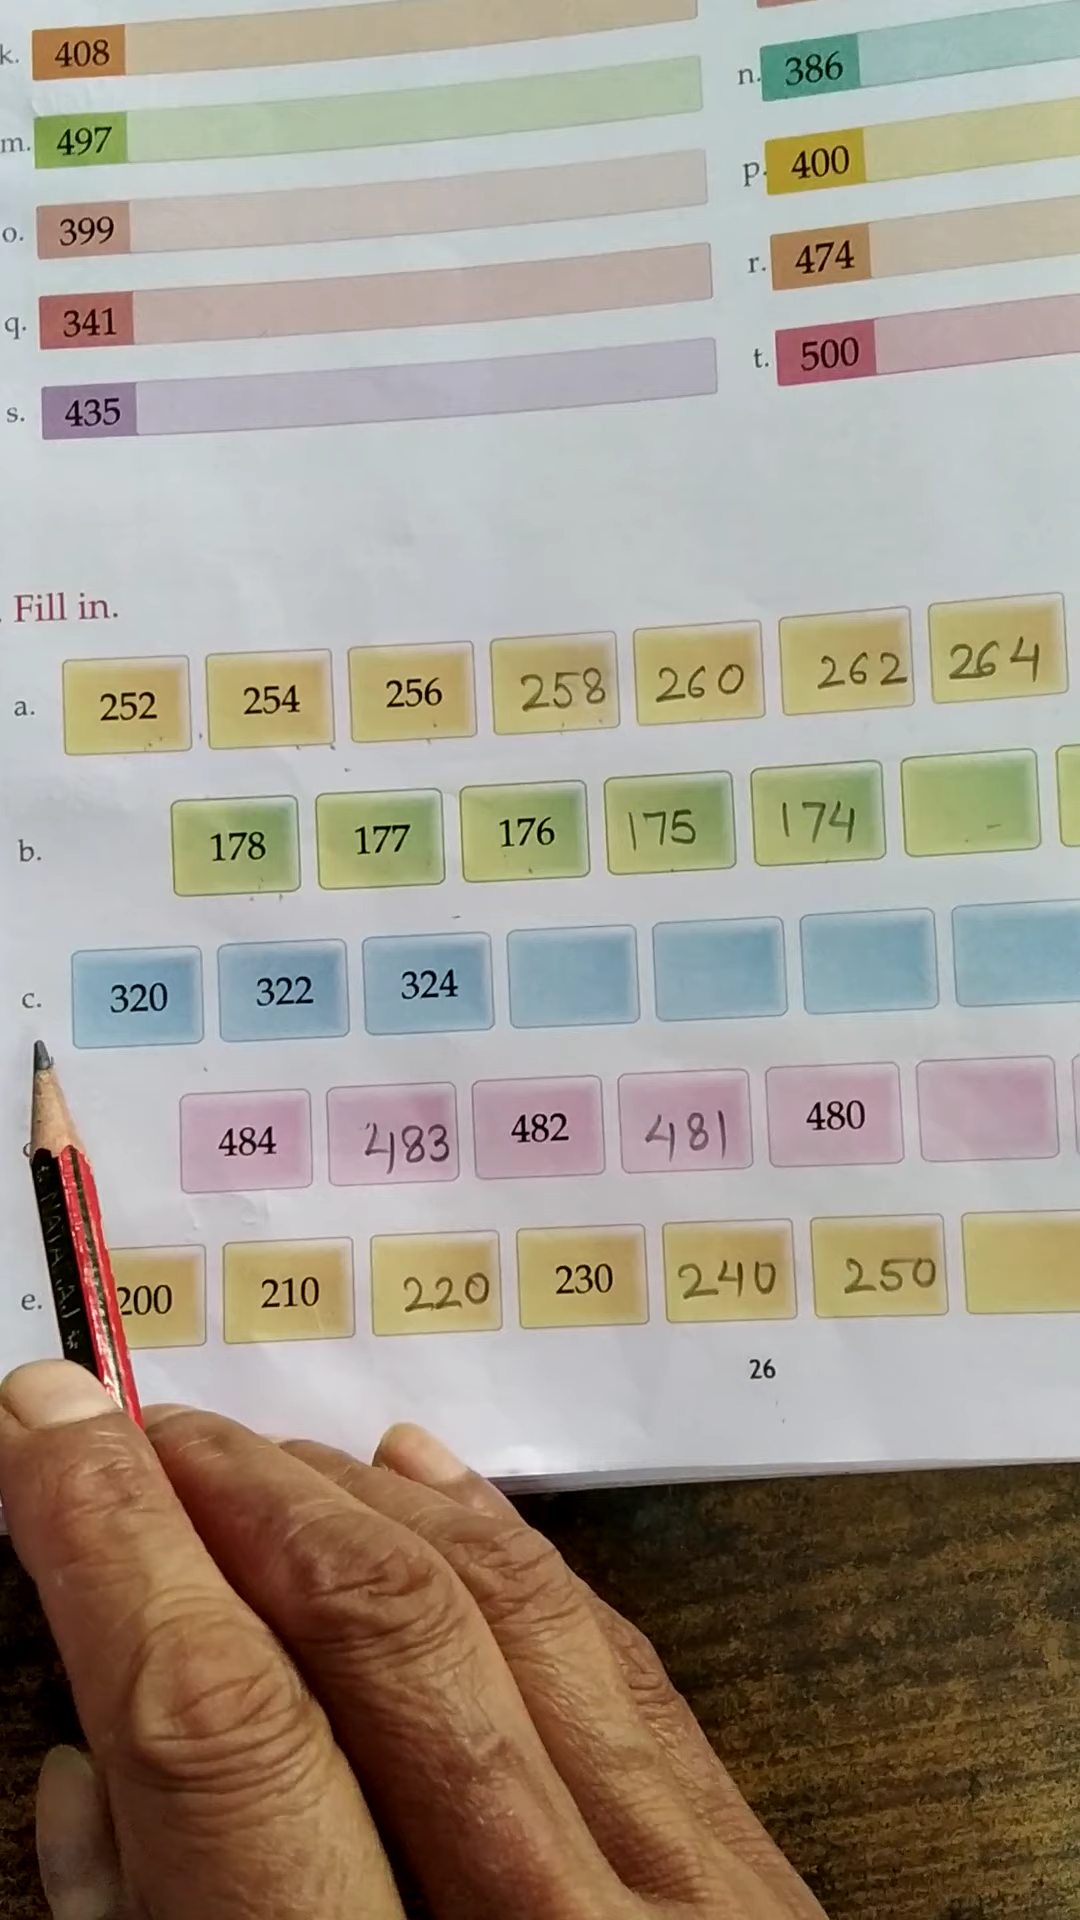 k. 408
n. 386
m. 497
p. 400
o. 399
r. 474
q. 341
t. 500
s. 435
Fill in.
a. 252 254 256 258 260 262 264
b. 178 177 176 175 174
c. 320 322 324
484 483 482 481 480
e. 200 210 220 230 240 250
26